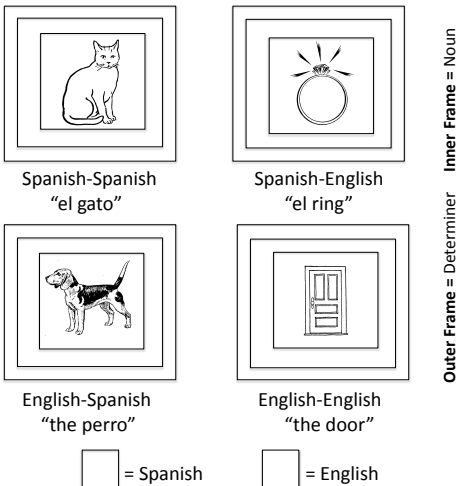 Spanish-Spanish
“el gato”
Spanish-English
“el ring”
English-Spanish
“the perro”
English-English
“the door”
= Spanish
= English
Outer Frame = Determiner Inner Frame = Noun